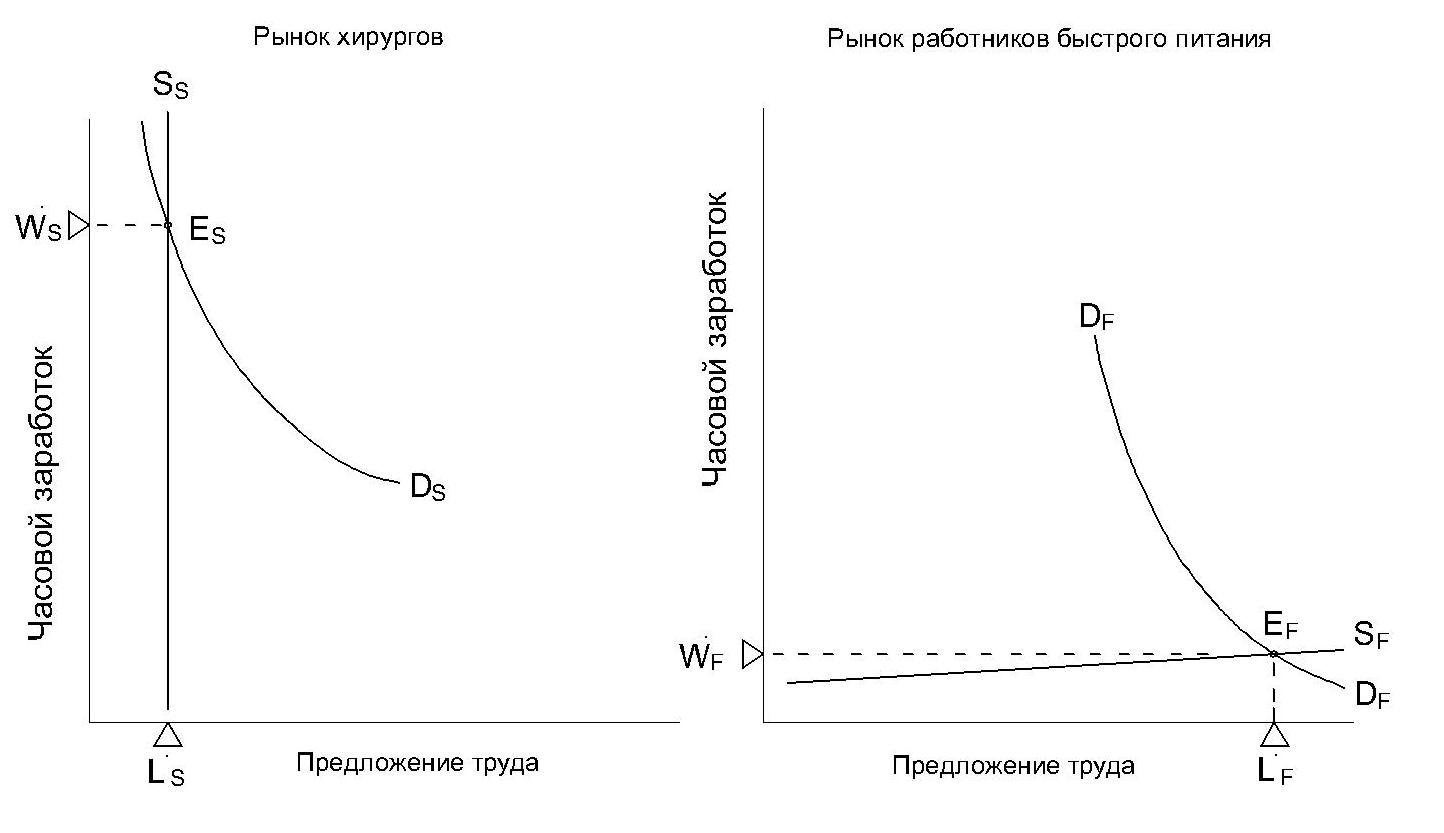 Рынок хирургов
Рынок работников быстрого питания
SS
WS
ES
DS
Часовой заработок
LS
Предложение труда
Часовой заработок
DF
EF
SF
WF
DF
Предложение труда
LF